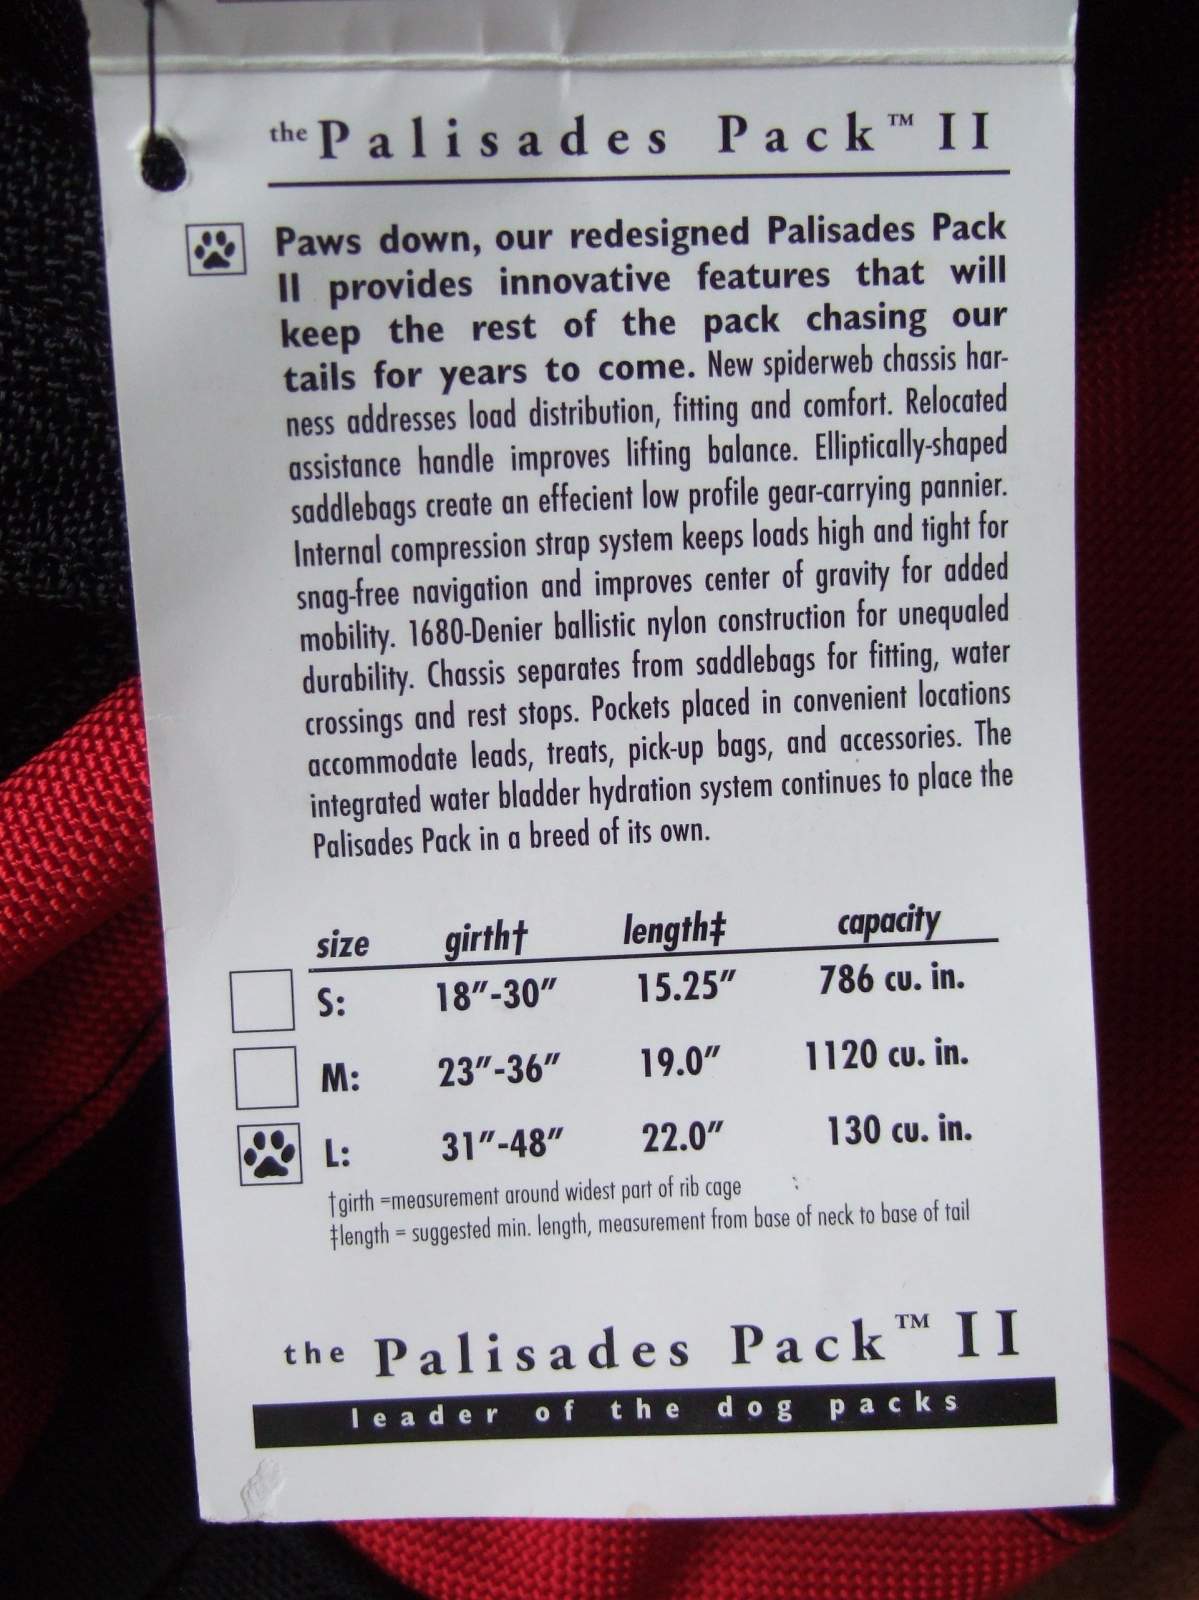 the Palisades Pack™ II
Paws down, our redesigned Palisades Pack
II provides innovative features that will
keep the rest of the pack chasing our
tails for years to come. New spiderweb chassis har-
ness addresses load distribution, fitting and comfort. Relocated
assistance handle improves lifting balance. Elliptically-shaped
saddlebags create an effecient low profile gear-carrying pannier.
Internal compression strap system keeps loads high and tight for
snag-free navigation and improves center of gravity for added
mobility. 1680-Denier ballistic nylon construction for unequaled
durability. Chassis separates from saddlebags for fitting, water
crossings and rest stops. Pockets placed in convenient locations
accommodate leads, treats, pick-up bags, and accessories. The
integrated water bladder hydration system continues to place the
Palisades Pack in a breed of its own.
size girth† length‡ capacity
S: 18″-30″ 15.25″ 786 cu. in.
M: 23″-36″ 19.0″ 1120 cu. in.
L: 31″-48″ 22.0″ 130 cu. in.
†girth =measurement around widest part of rib cage
‡length = suggested min. length, measurement from base of neck to base of tail
the Palisades Pack™ II
leader of the dog packs